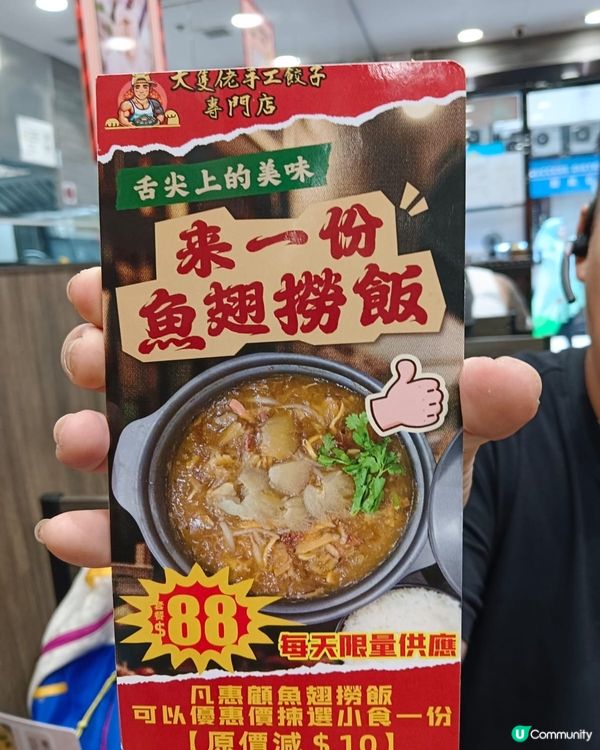 大隻佬手工餃子
專門店
舌尖上的美味
来一份
魚翅撈飯
套餐
$88
每天限量供應
凡惠顧魚翅撈飯
可以優惠價揀選小食一份
【原價減$10】
U Community